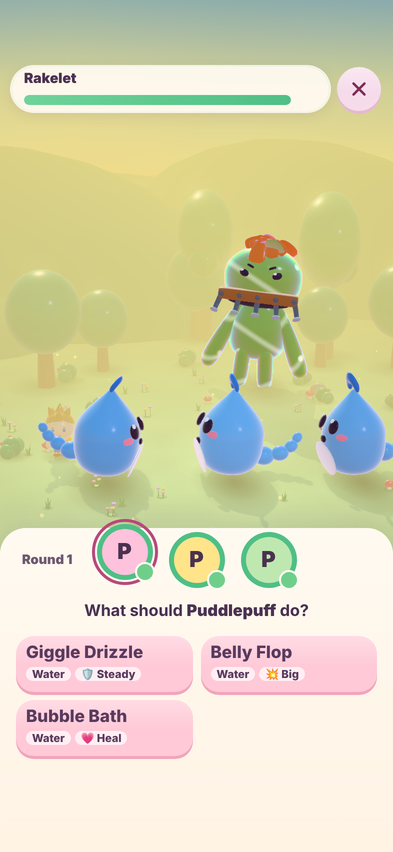 Rakelet
Round 1
P
P
P
What should Puddlepuff do?
Giggle Drizzle
Water 🛡️ Steady
Belly Flop
Water 💥 Big
Bubble Bath
Water 💗 Heal